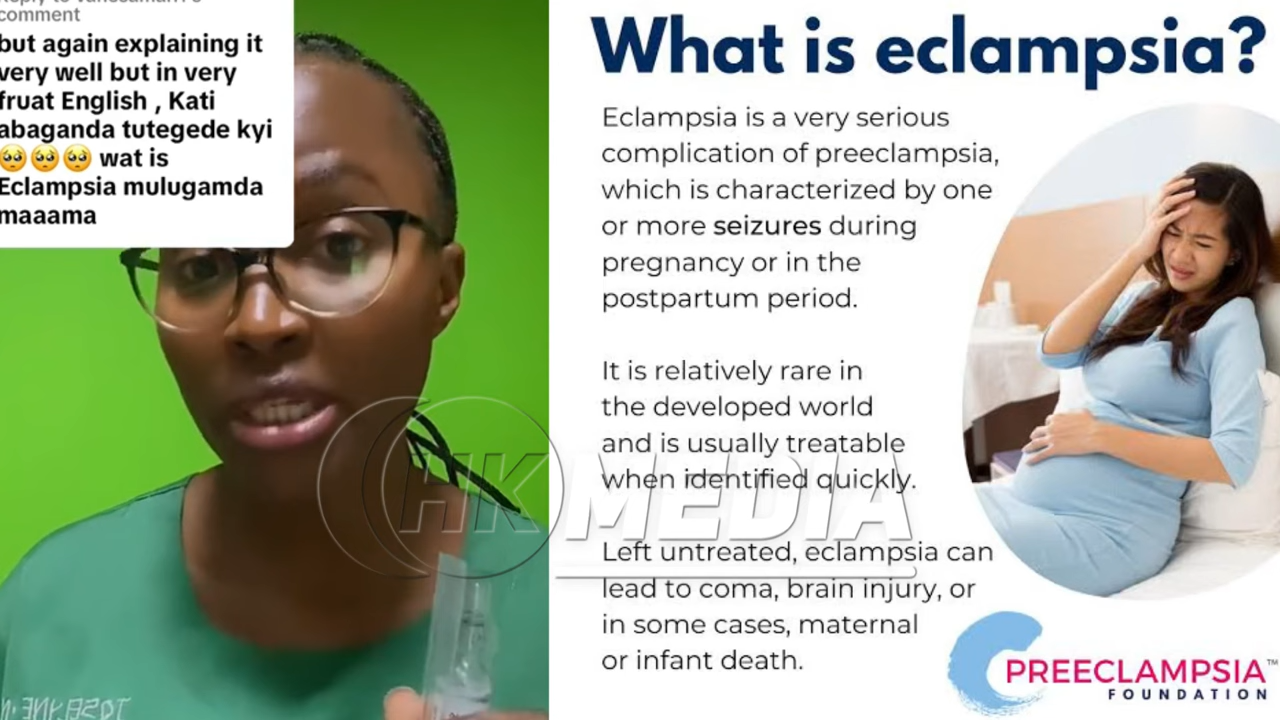 comment
but again explaining it
very well but in very
fruat English , Kati
abaganda tutegede kyi
🥺🥺🥺 wat is
Eclampsia mulugamda
maaama
What is eclampsia?
Eclampsia is a very serious
complication of preeclampsia,
which is characterized by one
or more seizures during
pregnancy or in the
postpartum period.
It is relatively rare in
the developed world
and is usually treatable
when identified quickly.
Left untreated, eclampsia can
lead to coma, brain injury, or
in some cases, maternal
or infant death.
HK MEDIA
PREECLAMPSIA™
FOUNDATION